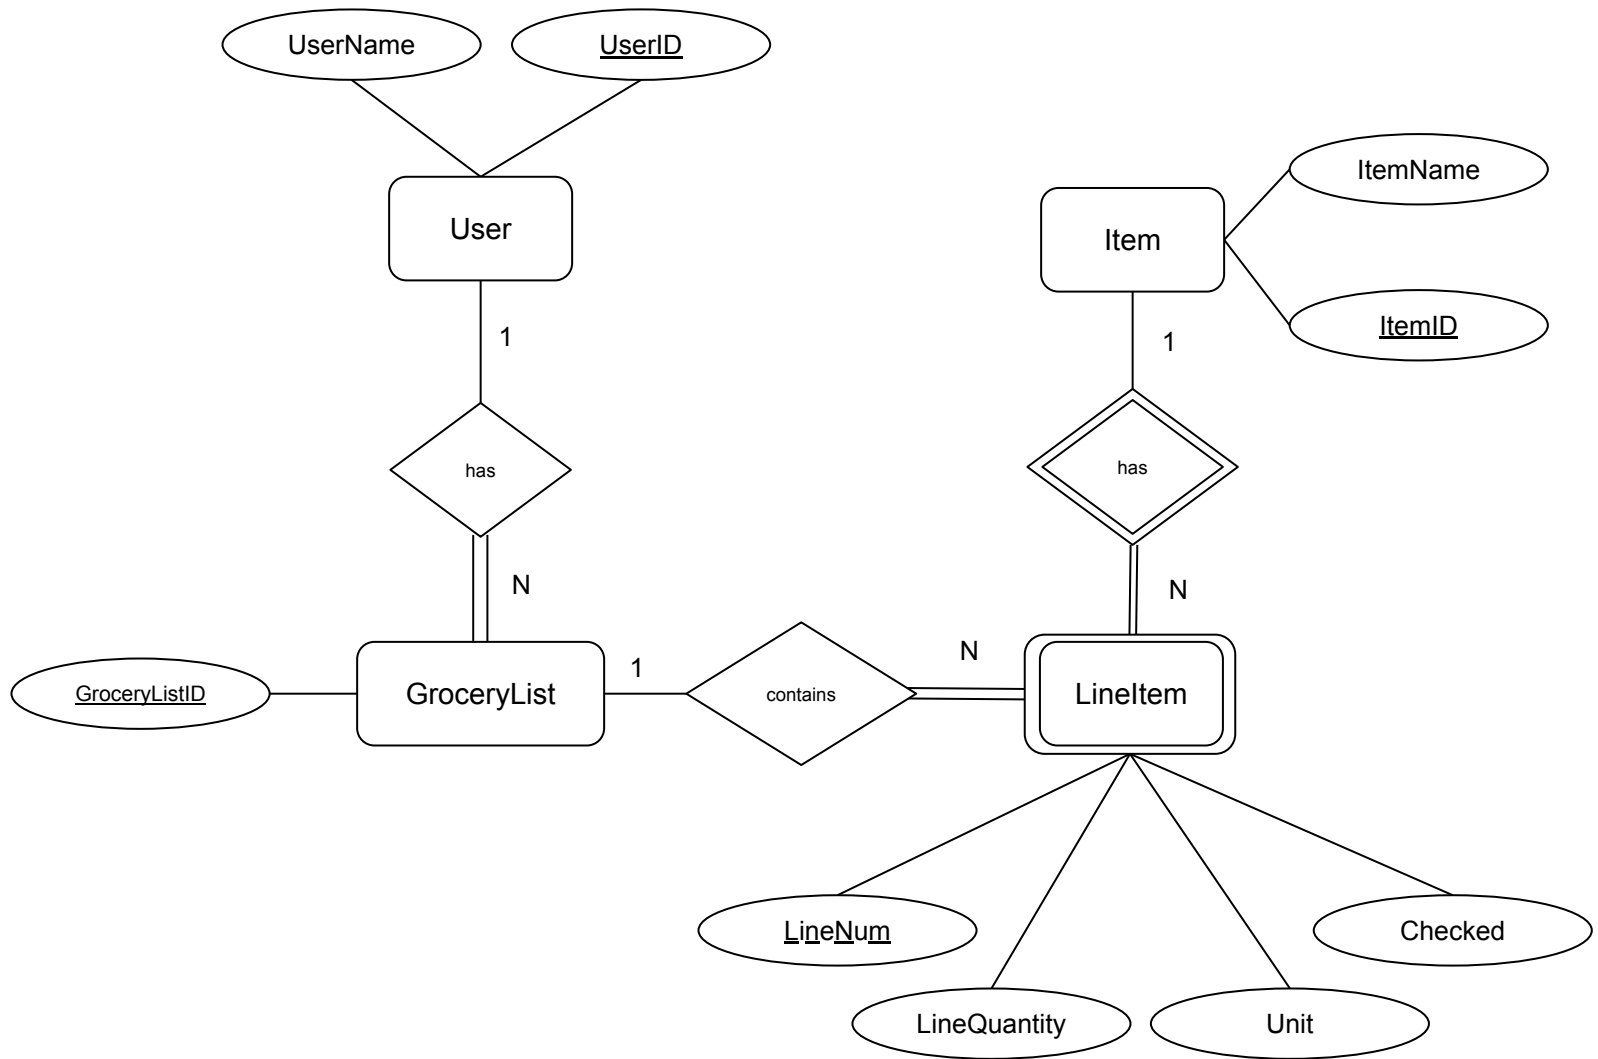 UserName
UserID
User
Item
ItemName
ItemID
1
1
has
has
N
N
GroceryListID
GroceryList
1
contains
N
LineItem
LineNum
Checked
LineQuantity
Unit